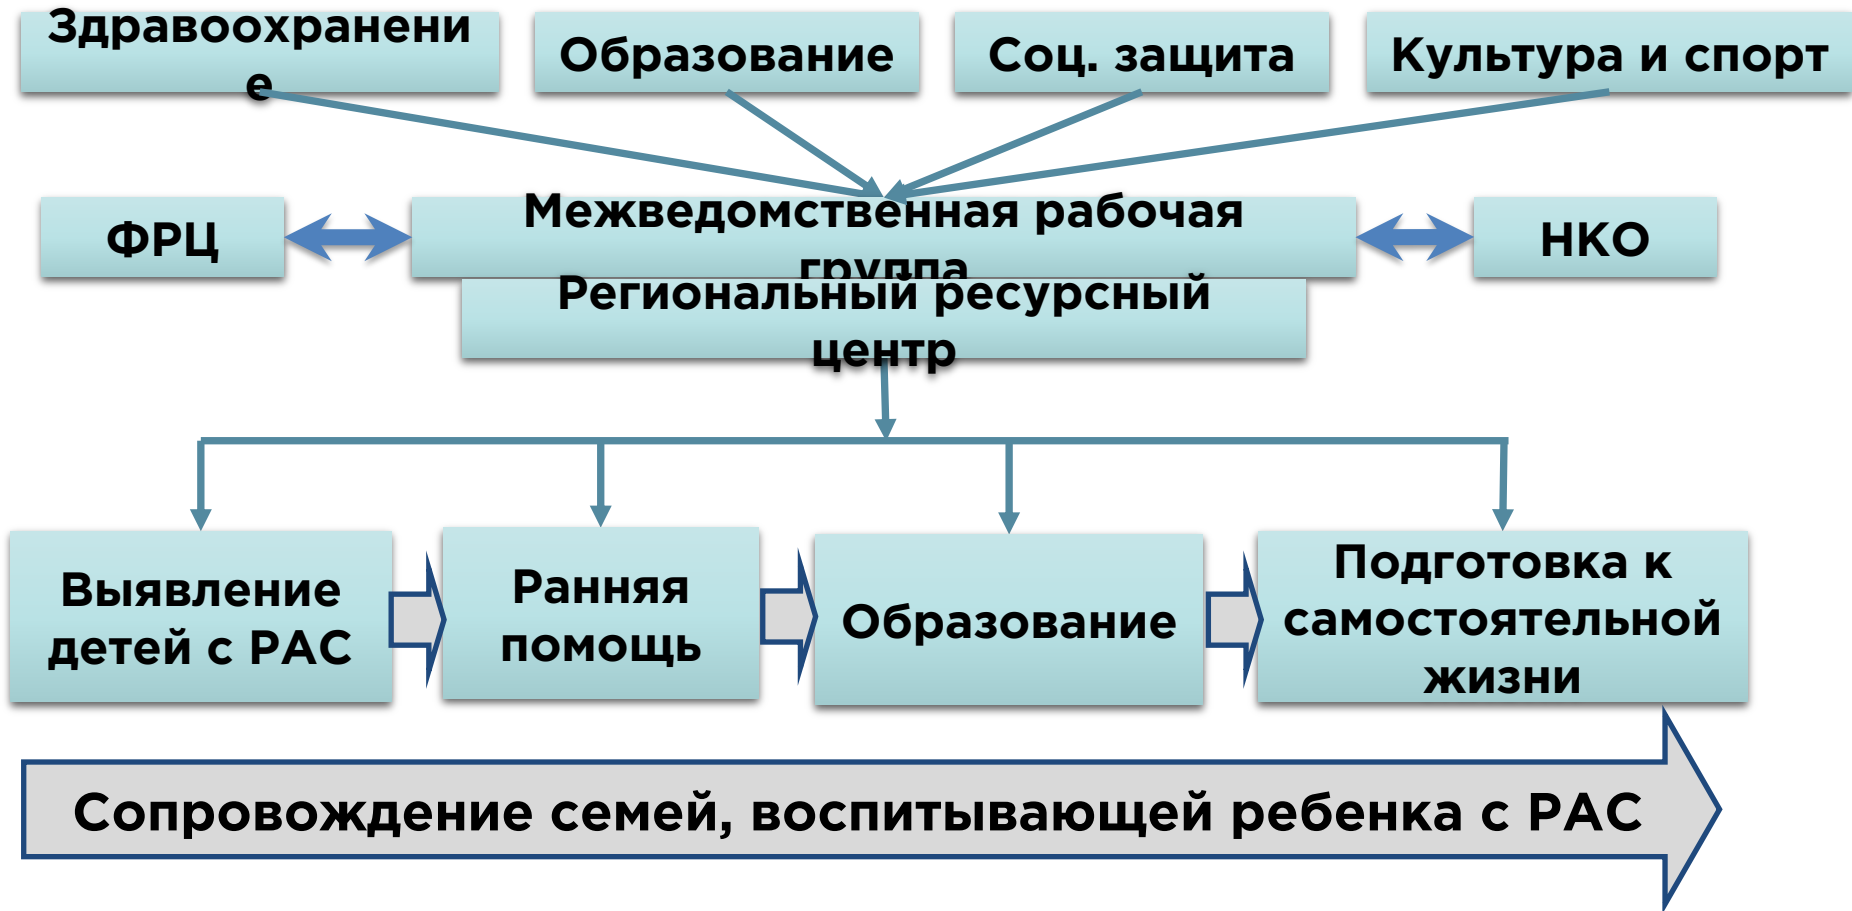 Здравоохранени
е
Образование
Соц. защита
Культура и спорт
ФРЦ
Межведомственная рабочая
группа
НКО
Региональный ресурсный
центр
Выявление
детей с РАС
Ранняя
помощь
Образование
Подготовка к
самостоятельной
жизни
Сопровождение семей, воспитывающей ребенка с РАС